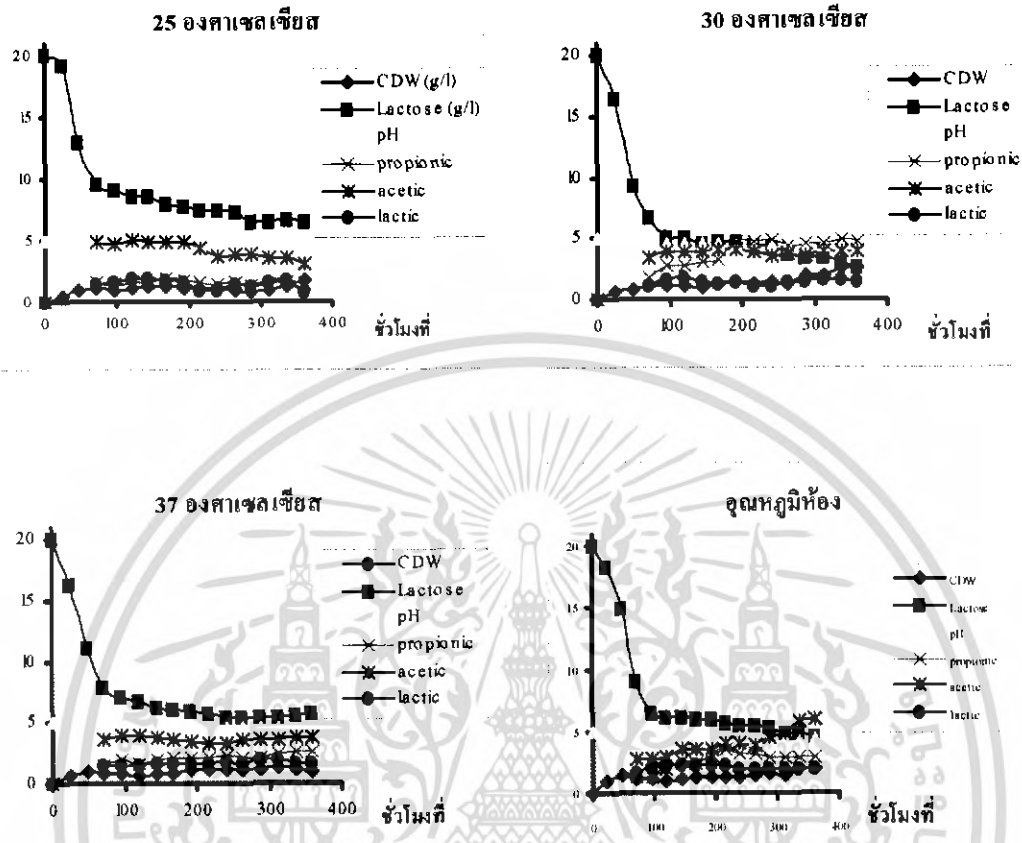 25 องศาเซลเซียส
20
15
10
5
0
0 100 200 300 400
ชั่วโมงที่
CDW (g/l)
Lactose (g/l)
pH
propionic
acetic
lactic
30 องศาเซลเซียส
20
15
10
5
0
0 100 200 300 400
ชั่วโมงที่
CDW
Lactose
pH
propionic
acetic
lactic
37 องศาเซลเซียส
20
15
10
5
0
0 100 200 300 400
ชั่วโมงที่
CDW
Lactose
pH
propionic
acetic
lactic
อุณหภูมิห้อง
20
15
10
5
0
0 100 200 300 400
ชั่วโมงที่
CDW
Lactose
pH
propionic
acetic
lactic